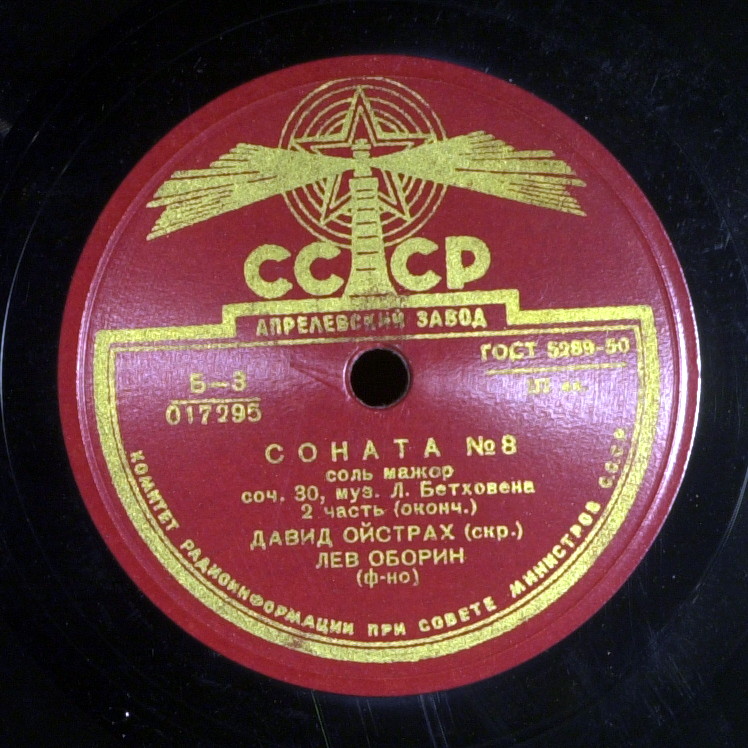 СССР
АПРЕЛЕВСКИЙ ЗАВОД
ГОСТ 5289-50
Б-3
017295
СОНАТА №8
соль мажор
соч. 30, муз. Л. Бетховена
2 часть (оконч.)
ДАВИД ОЙСТРАХ (скр.)
ЛЕВ ОБОРИН
(ф-но)
КОМИТЕТ РАДИОИНФОРМАЦИИ ПРИ СОВЕТЕ МИНИСТРОВ СССР